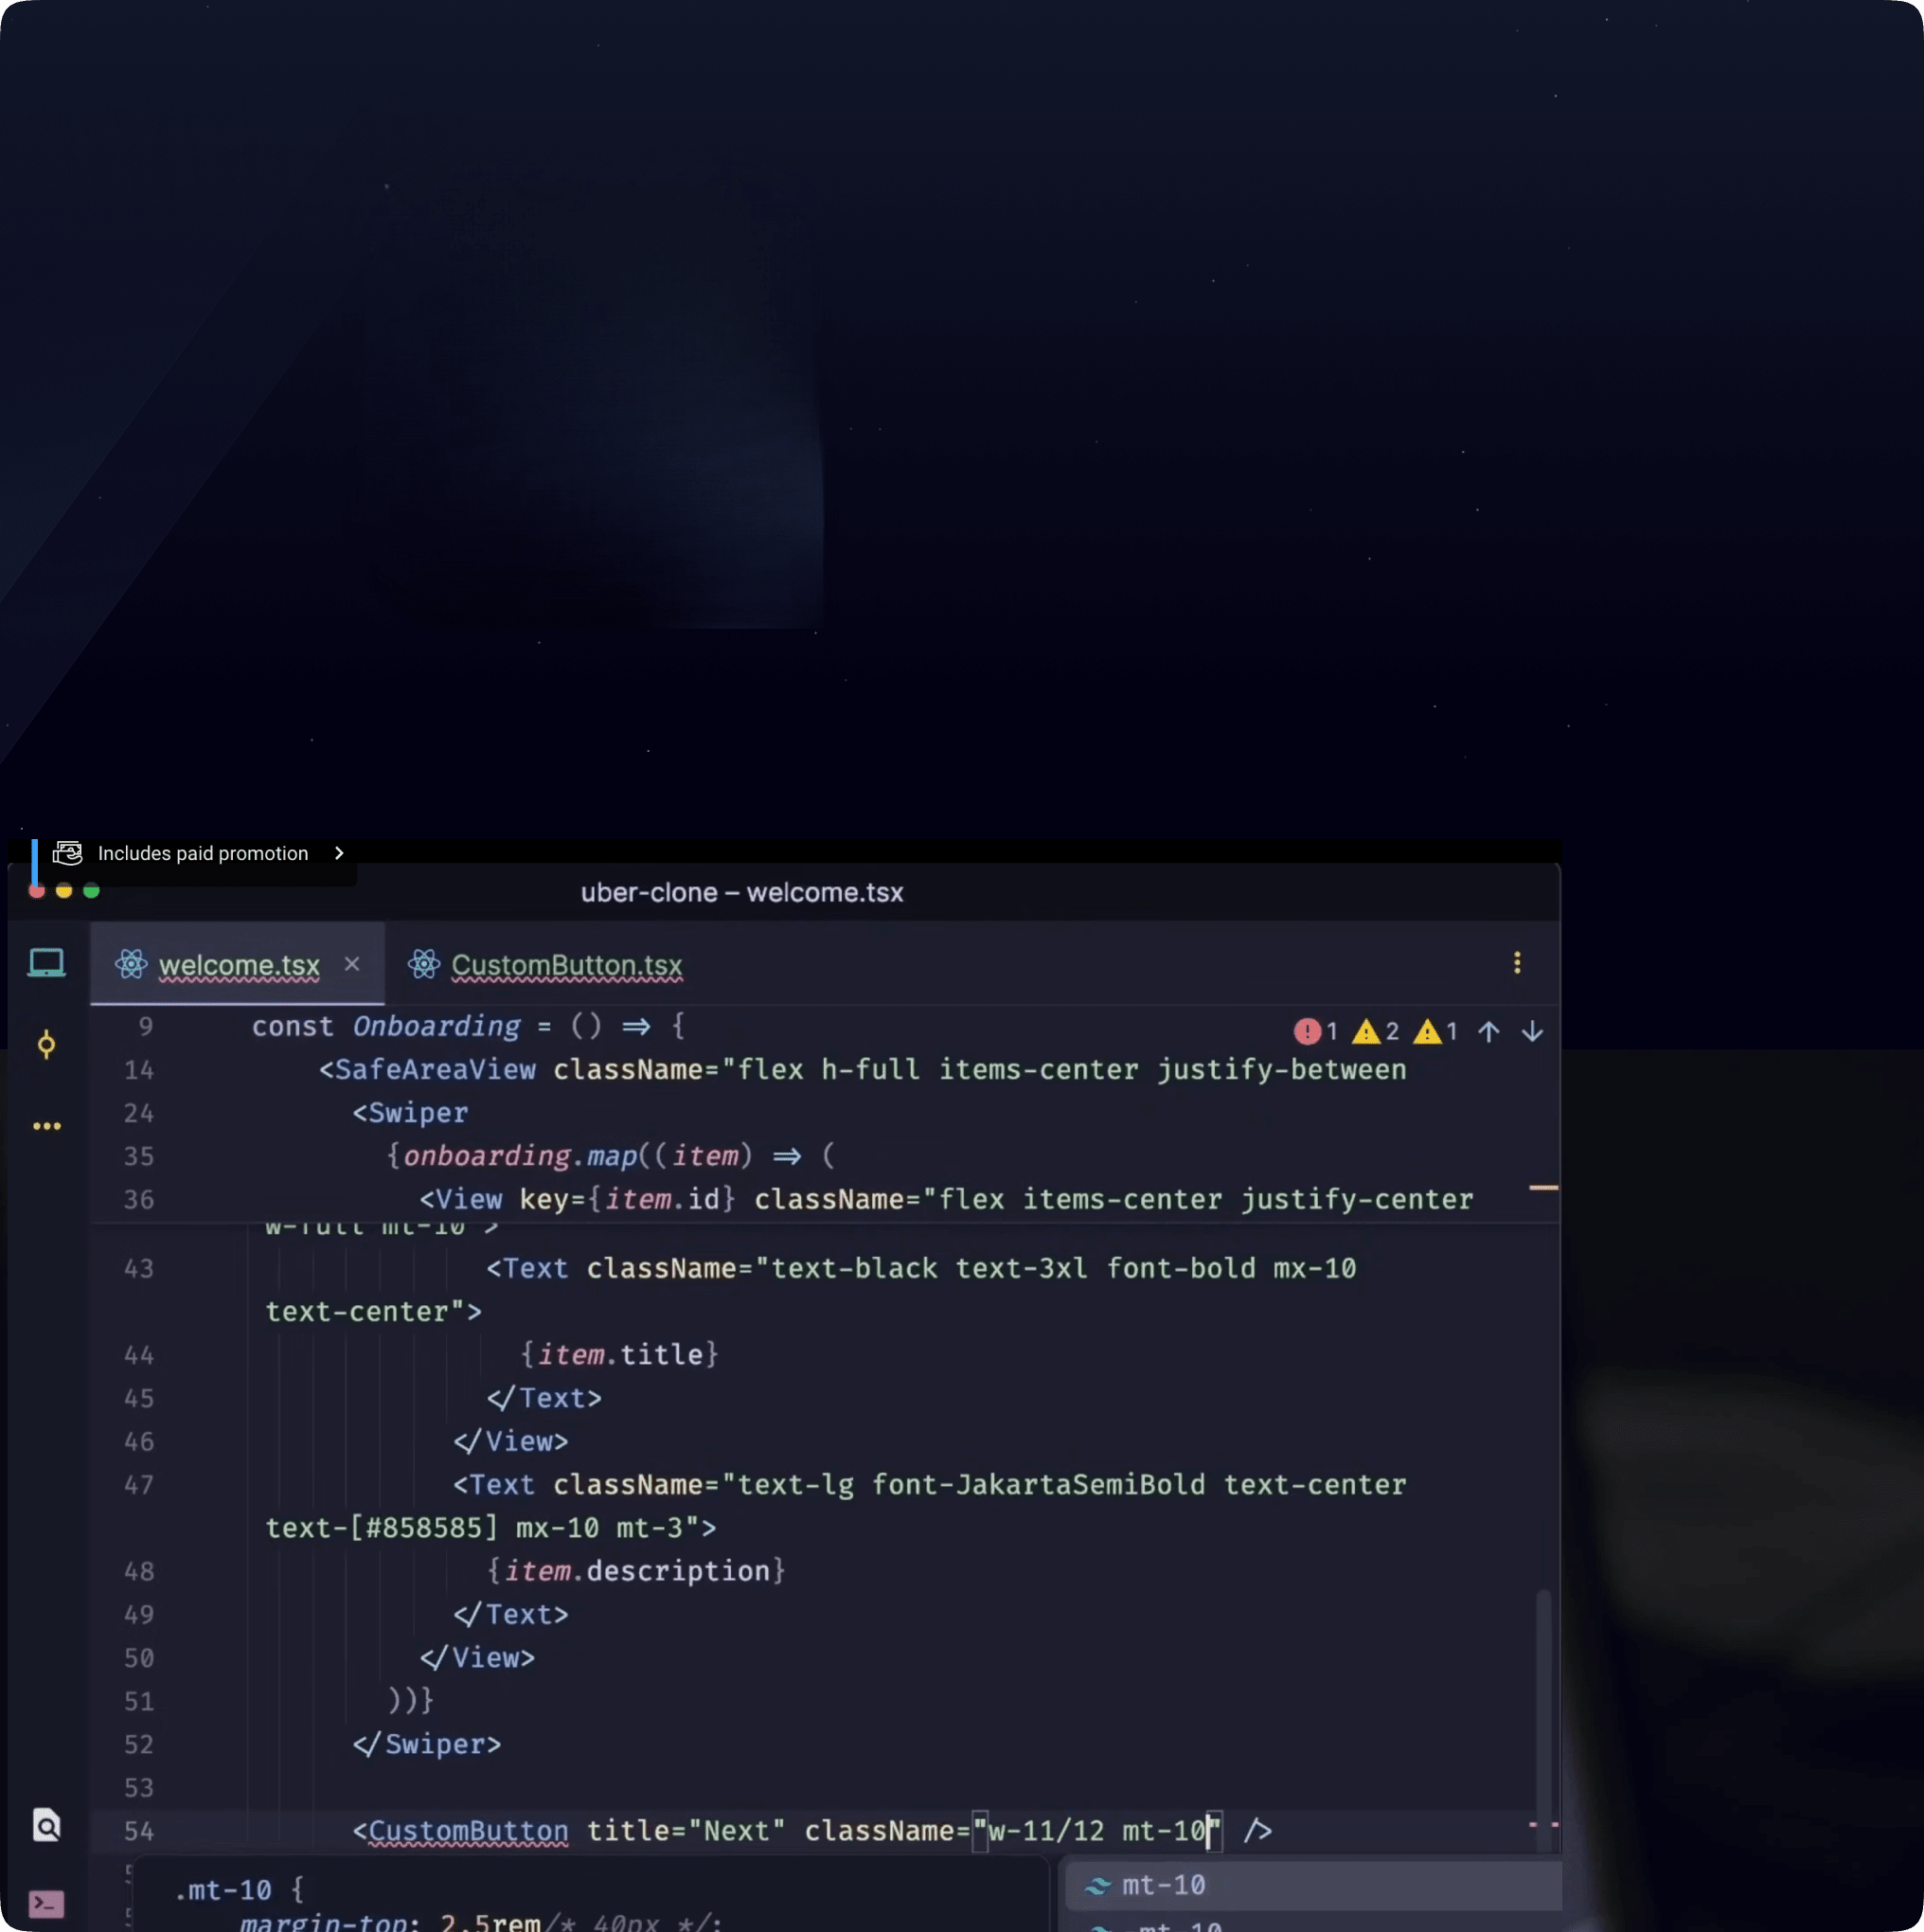 Includes paid promotion
uber-clone – welcome.tsx
welcome.tsx × CustomButton.tsx
9 const Onboarding = () => { 1 2 1
14 <SafeAreaView className="flex h-full items-center justify-between
24 <Swiper
35 {onboarding.map((item) => (
36 <View key={item.id} className="flex items-center justify-center
w-full mt-10">
43 <Text className="text-black text-3xl font-bold mx-10
text-center">
44 {item.title}
45 </Text>
46 </View>
47 <Text className="text-lg font-JakartaSemiBold text-center
text-[#858585] mx-10 mt-3">
48 {item.description}
49 </Text>
50 </View>
51 ))}
52 </Swiper>
53
54 <CustomButton title="Next" className="w-11/12 mt-10" />
.mt-10 {
margin-top: 2.5rem/* 40px */;
mt-10
-mt-10